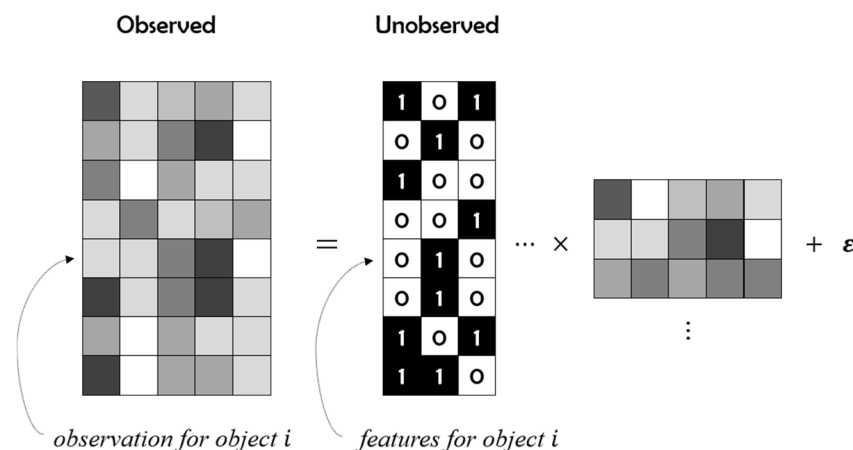 Observed Unobserved
1 0 1
0 1 0
1 0 0
0 0 1
= 0 1 0 ... × + ε
0 1 0
1 0 1
1 1 0
⋮
observation for object i features for object i